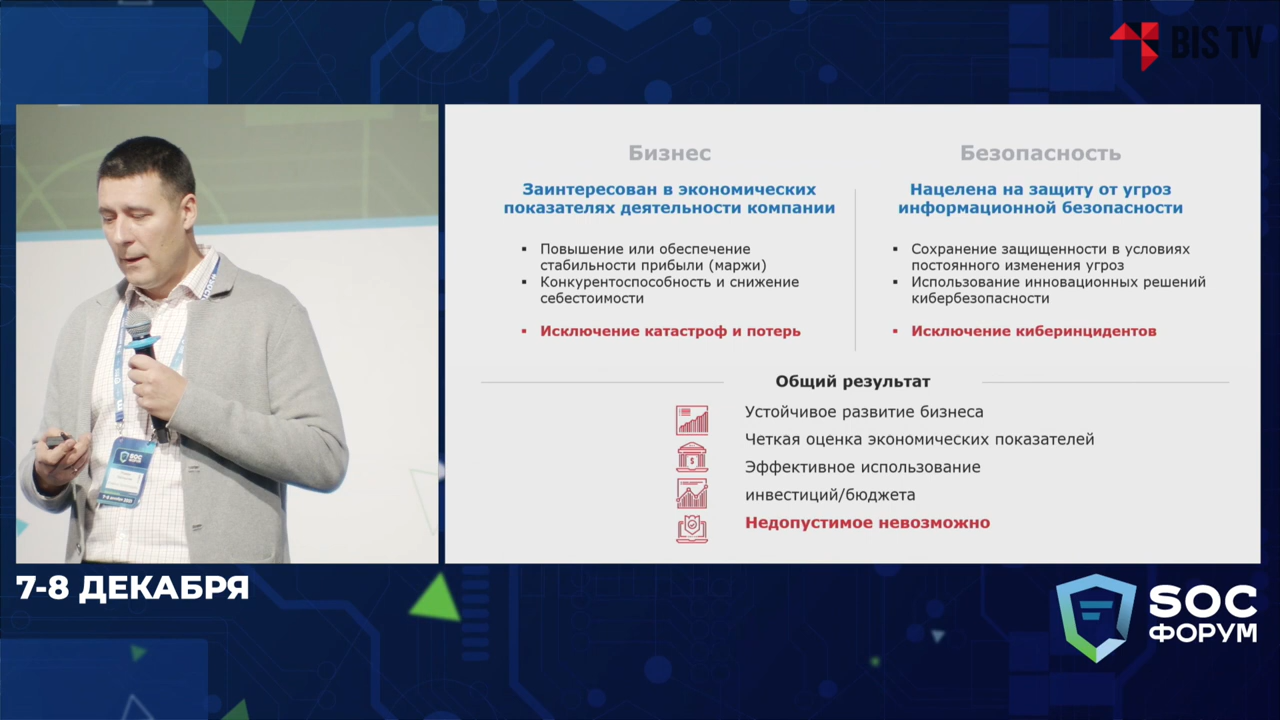 BIS TV
Бизнес
Заинтересован в экономических
показателях деятельности компании
▪ Повышение или обеспечение
стабильности прибыли (маржи)
▪ Конкурентоспособность и снижение
себестоимости
▪ Исключение катастроф и потерь
Безопасность
Нацелена на защиту от угроз
информационной безопасности
▪ Сохранение защищенности в условиях
постоянного изменения угроз
▪ Использование инновационных решений
кибербезопасности
▪ Исключение киберинцидентов
Общий результат
Устойчивое развитие бизнеса
Четкая оценка экономических показателей
Эффективное использование
инвестиций/бюджета
Недопустимое невозможно
SOC
7-8 ДЕКАБРЯ
SOC
ФОРУМ